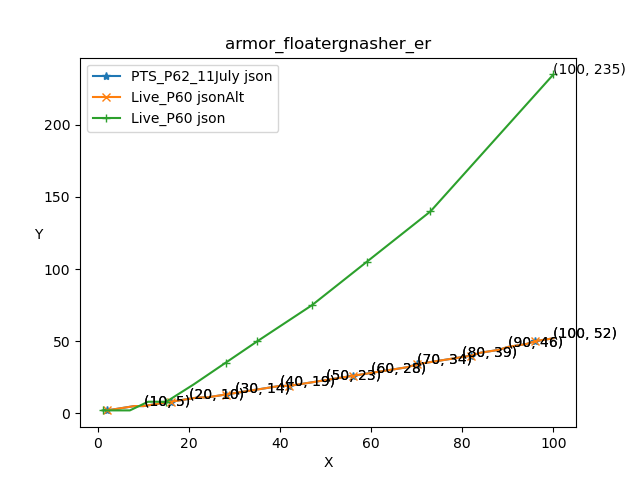 armor_floatergnasher_er
PTS_P62_11July json
Live_P60 jsonAlt
Live_P60 json
(100, 235)
200
150
Y
100
50
0
(10, 5)
(20, 10)
(30, 14)
(40, 19)
(50, 23)
(60, 28)
(70, 34)
(80, 39)
(90, 46)
(100, 52)
0 20 40 60 80 100
X